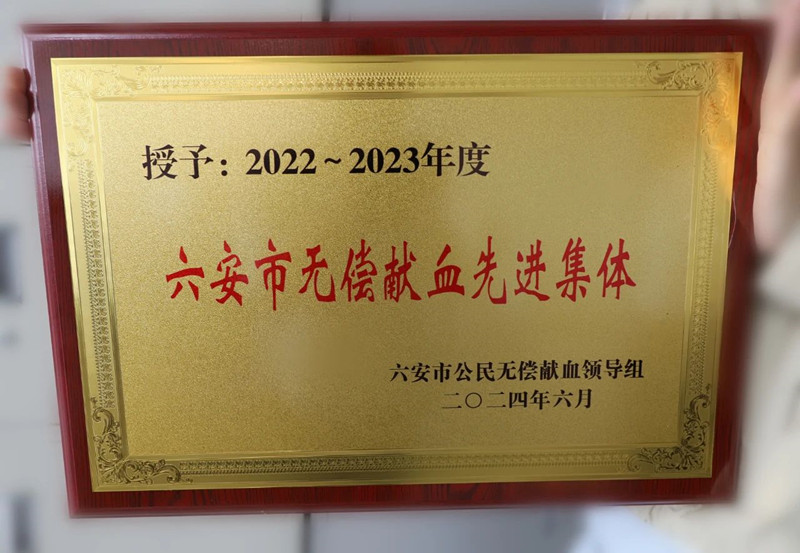 授予：2022～2023年度
六安市无偿献血先进集体
六安市公民无偿献血领导组
二〇二四年六月